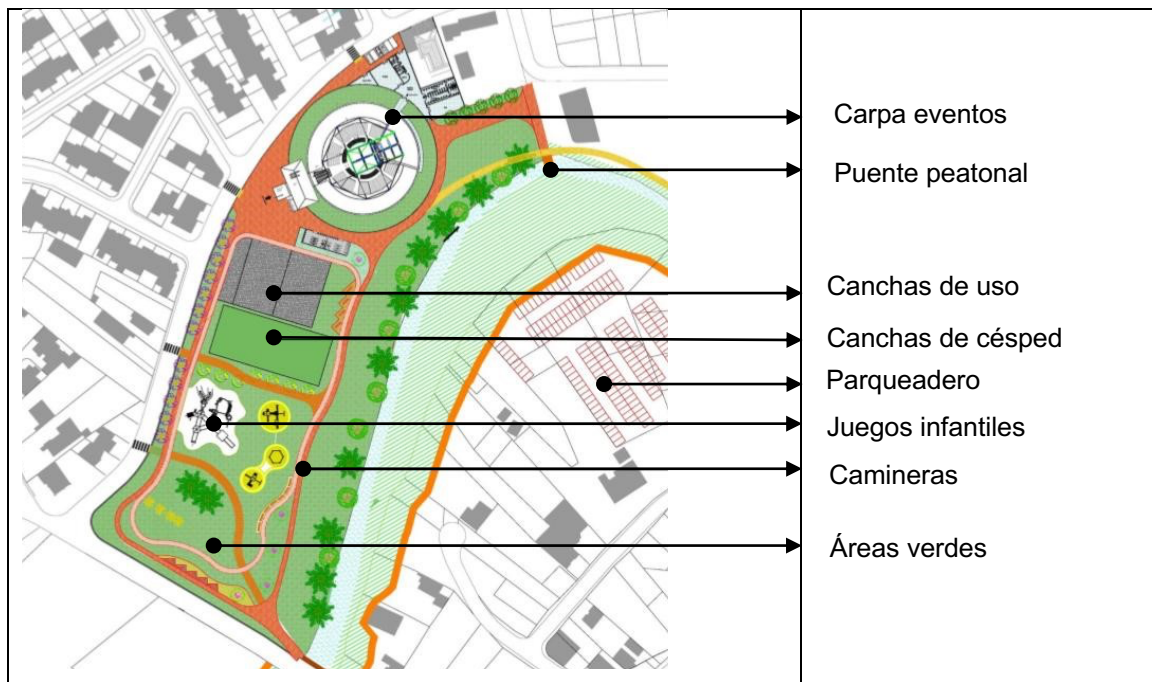 Carpa eventos
Puente peatonal
Canchas de uso
Canchas de césped
Parqueadero
Juegos infantiles
Camineras
Áreas verdes